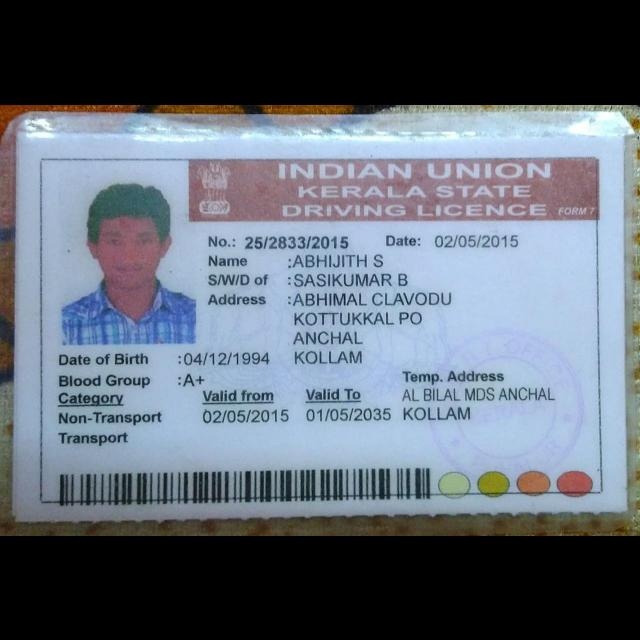 INDIAN UNION
KERALA STATE
DRIVING LICENCE FORM 7
No.: 25/2833/2015 Date: 02/05/2015
Name :ABHIJITH S
S/W/D of :SASIKUMAR B
Address :ABHIMAL CLAVODU
KOTTUKKAL PO
ANCHAL
KOLLAM
Date of Birth :04/12/1994
Blood Group :A+
Category Valid from Valid To
Non-Transport 02/05/2015 01/05/2035
Transport
Temp. Address
AL BILAL MDS ANCHAL
KOLLAM